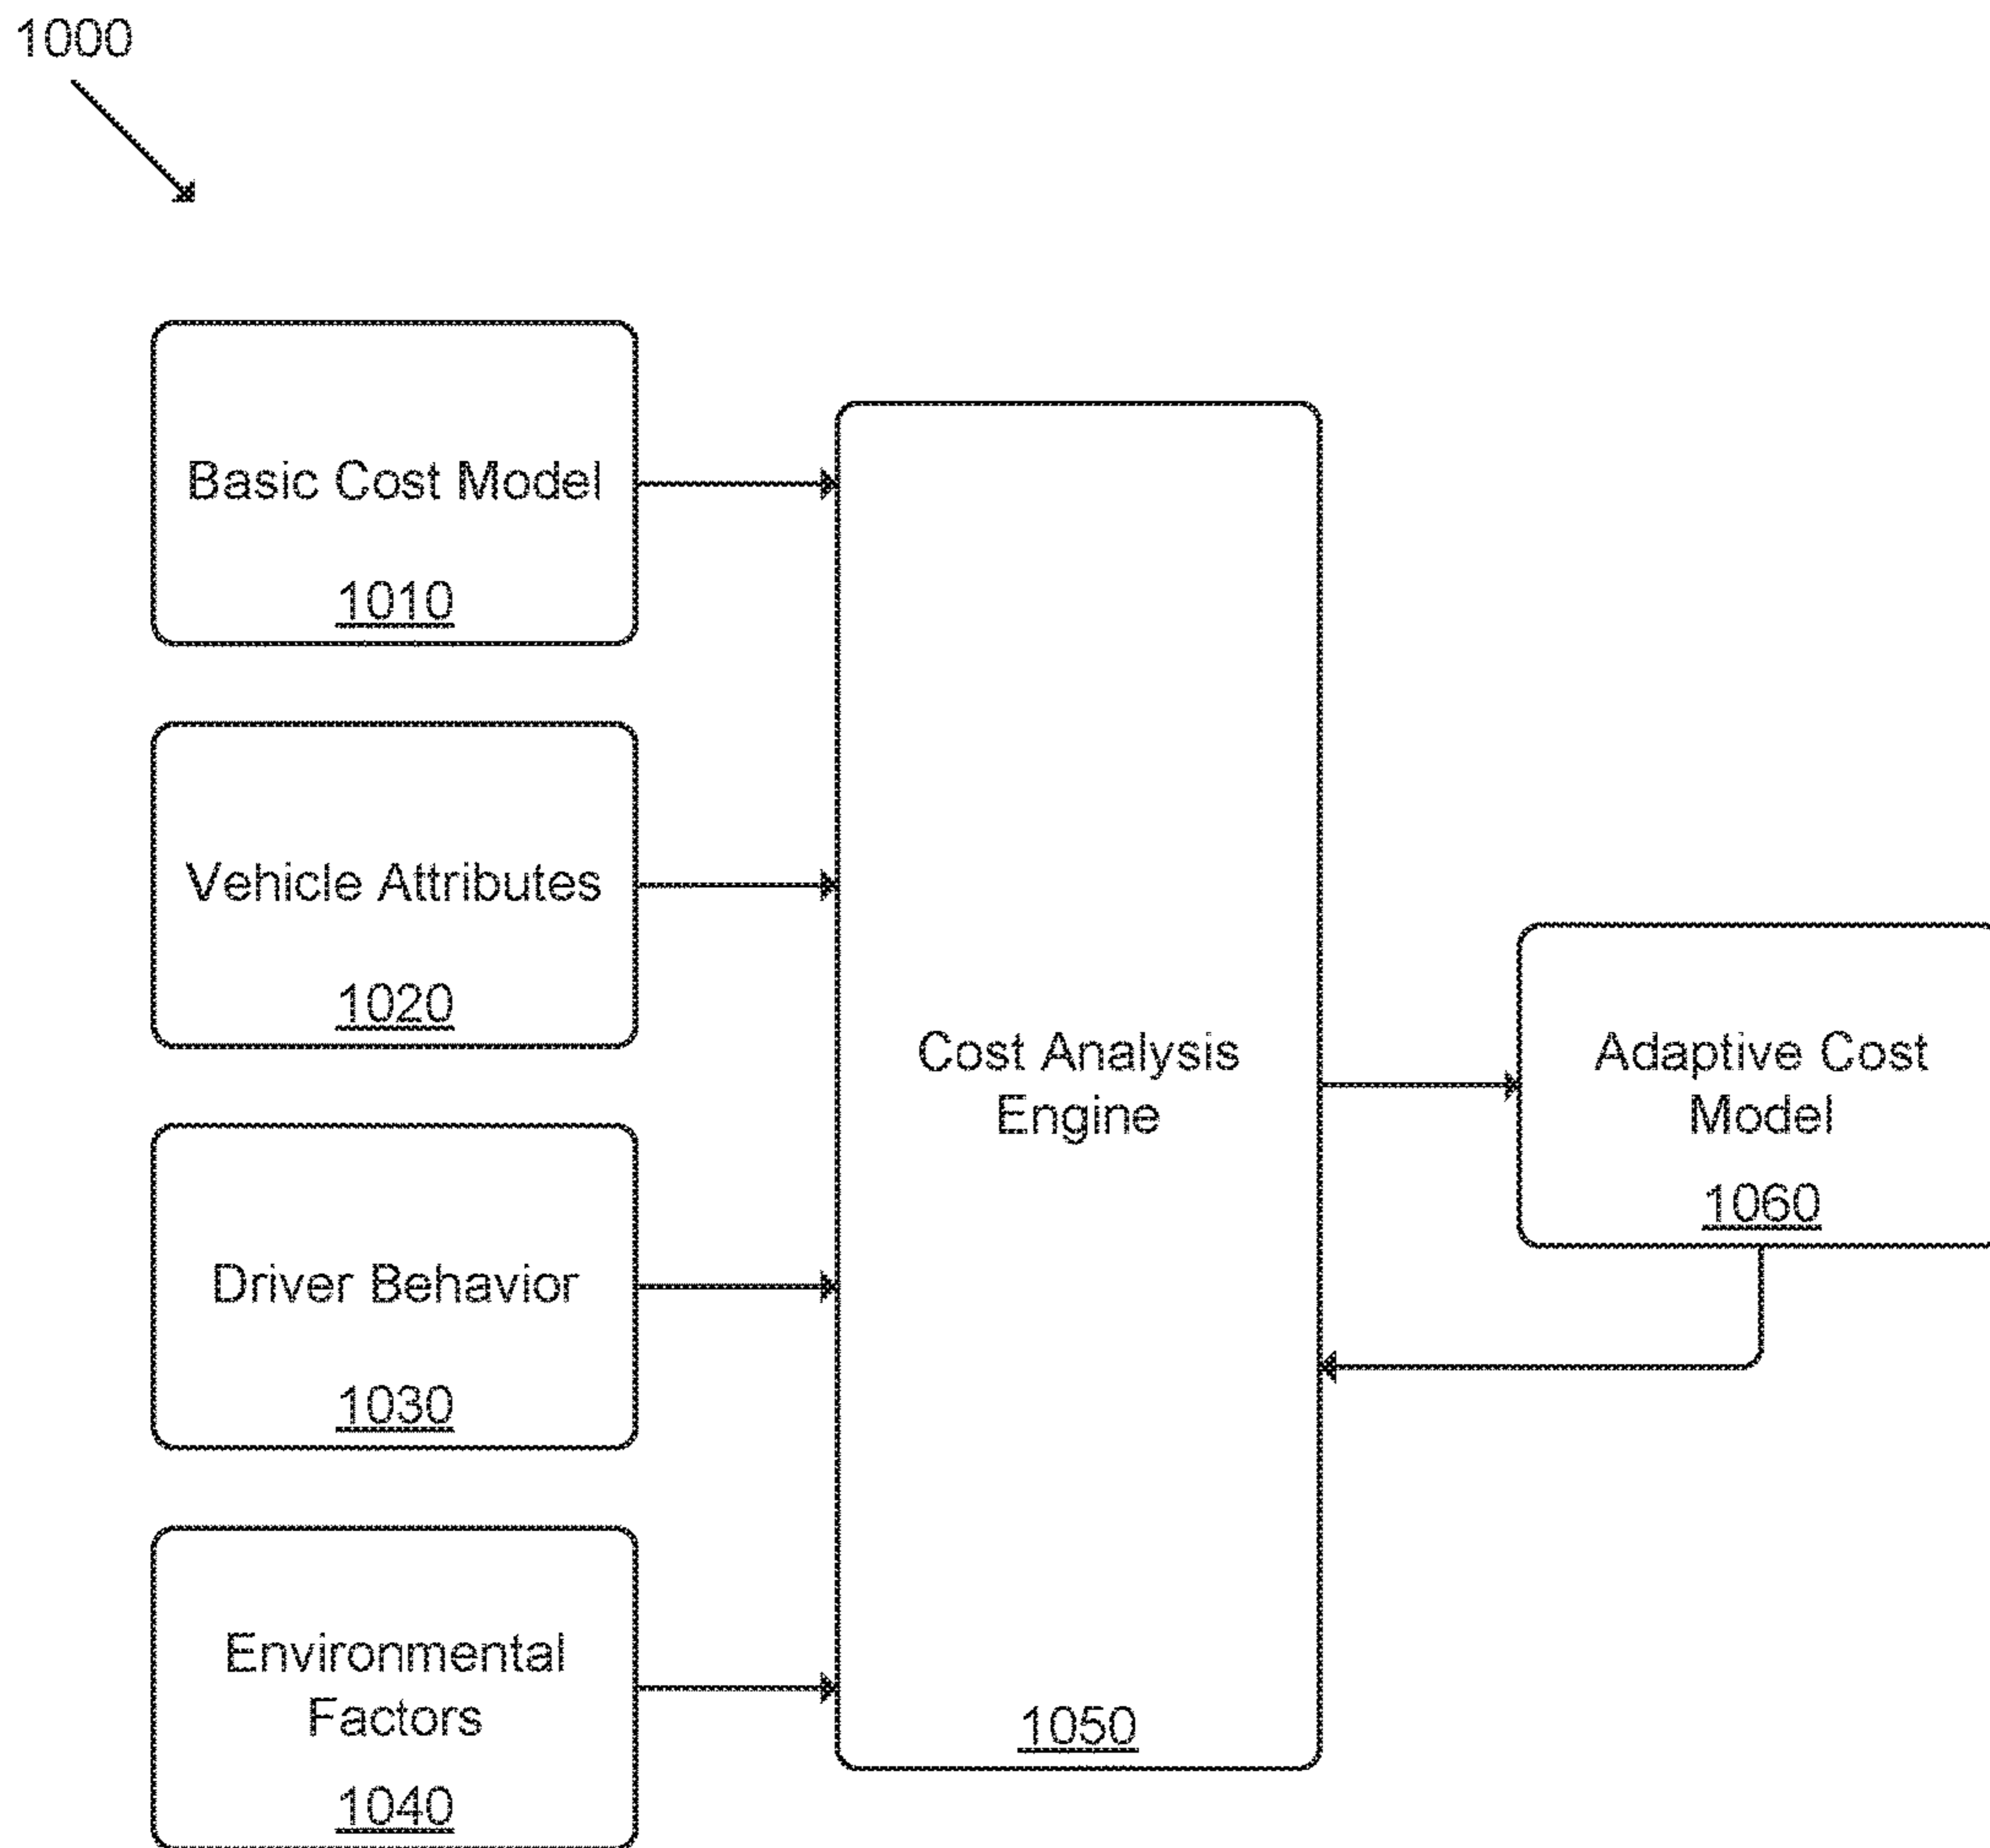 1000
Basic Cost Model
1010
Vehicle Attributes
1020
Driver Behavior
1030
Environmental
Factors
1040
Cost Analysis
Engine
1050
Adaptive Cost
Model
1060